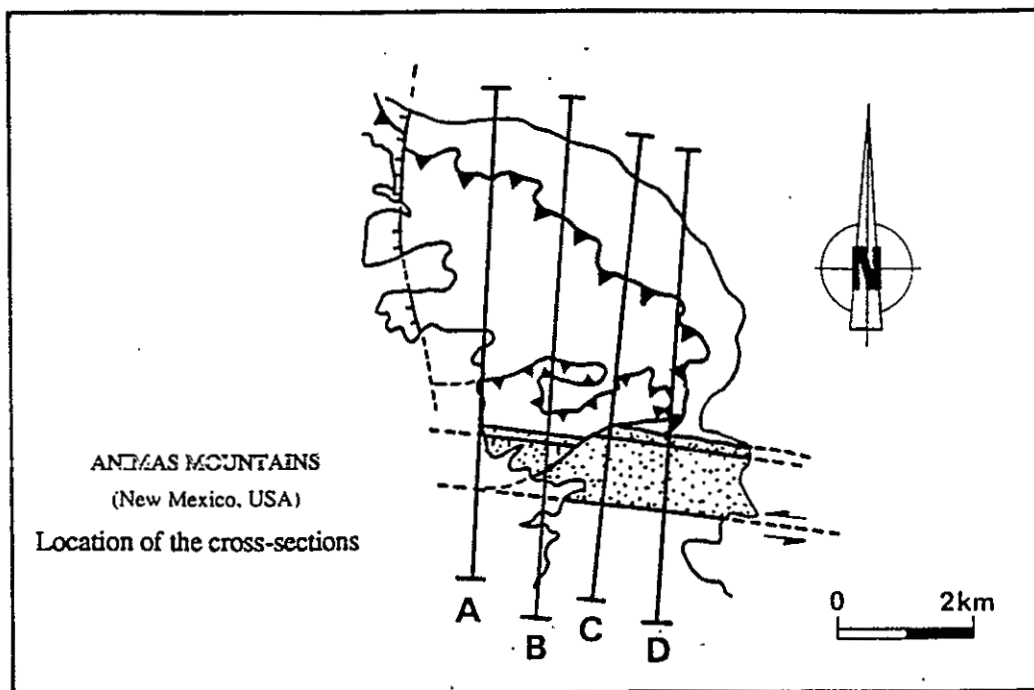 N
ANIMAS MOUNTAINS
(New Mexico, USA)
Location of the cross-sections
A
B
C
D
0 2km